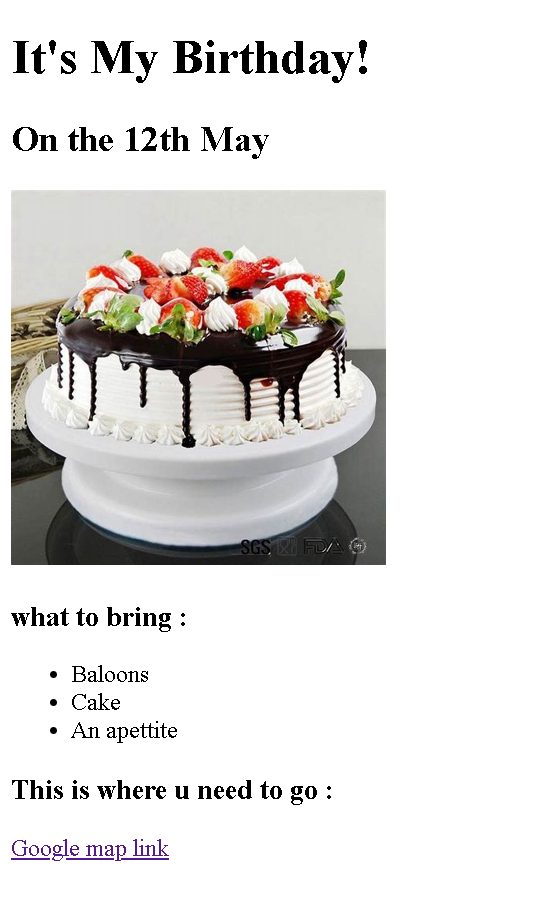 It's My Birthday!
On the 12th May
SGS FDA
what to bring :
Baloons
Cake
An apettite
This is where u need to go :
Google map link